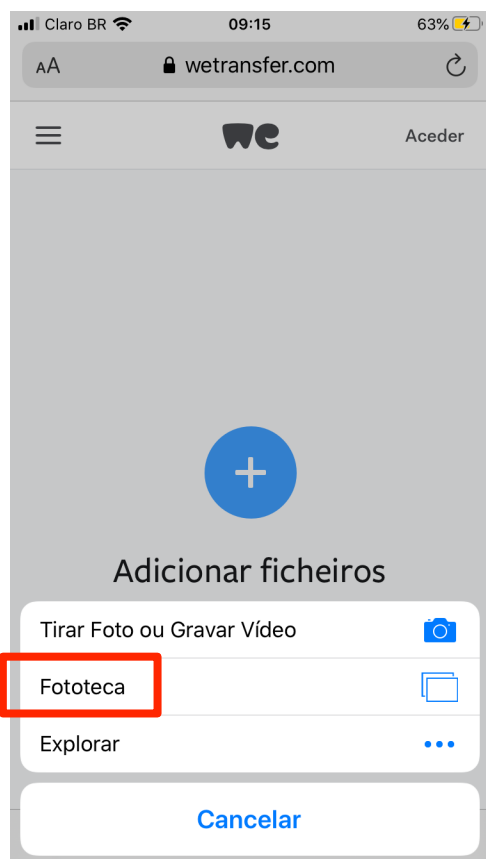 Claro BR 09:15 63%
AA wetransfer.com
we Aceder
Adicionar ficheiros
Tirar Foto ou Gravar Vídeo
Fototeca
Explorar
Cancelar